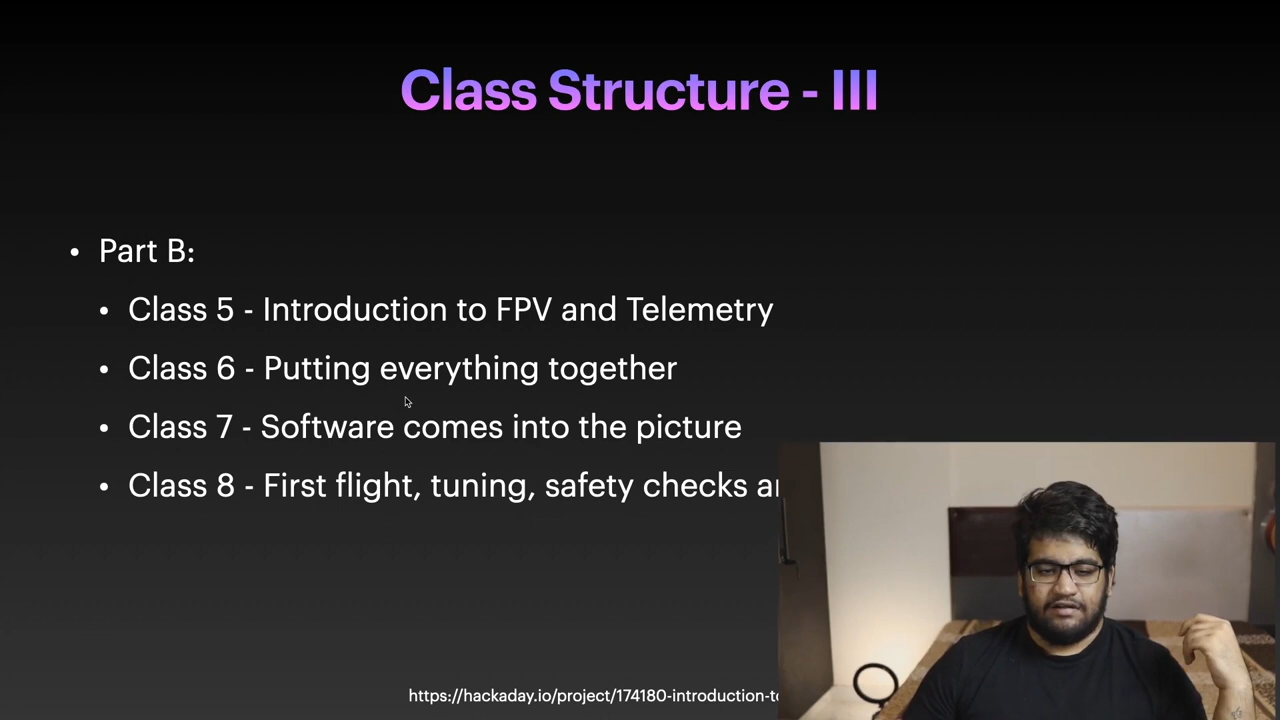 Class Structure - III
• Part B:
• Class 5 - Introduction to FPV and Telemetry
• Class 6 - Putting everything together
• Class 7 - Software comes into the picture
• Class 8 - First flight, tuning, safety checks
https://hackaday.io/project/174180-introduction-